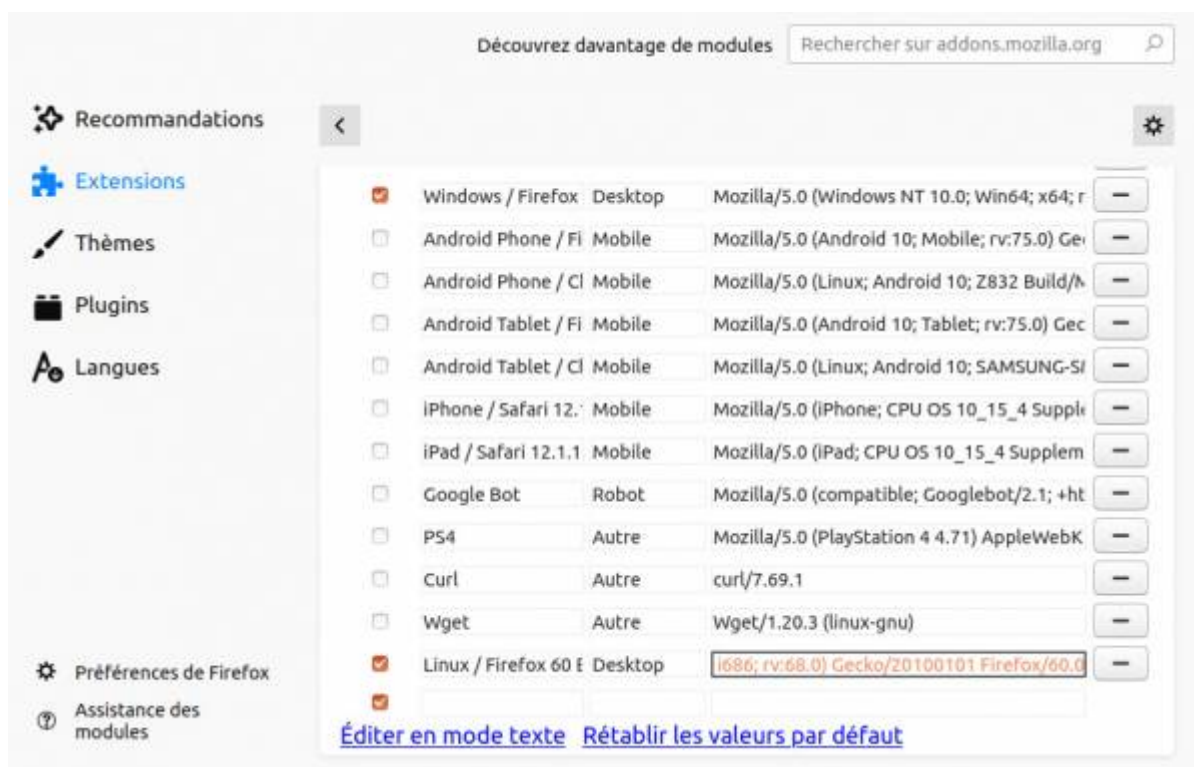 Découvrez davantage de modules Rechercher sur addons.mozilla.org
Recommandations
Extensions
Thèmes
Plugins
Langues
Windows / Firefox Desktop Mozilla/5.0 (Windows NT 10.0; Win64; x64; r
Android Phone / Fi Mobile Mozilla/5.0 (Android 10; Mobile; rv:75.0) Ge
Android Phone / Cl Mobile Mozilla/5.0 (Linux; Android 10; Z832 Build/
Android Tablet / Fi Mobile Mozilla/5.0 (Android 10; Tablet; rv:75.0) Gec
Android Tablet / Cl Mobile Mozilla/5.0 (Linux; Android 10; SAMSUNG-S
iPhone / Safari 12. Mobile Mozilla/5.0 (iPhone; CPU OS 10_15_4 Suppl
iPad / Safari 12.1.1 Mobile Mozilla/5.0 (iPad; CPU OS 10_15_4 Supplem
Google Bot Robot Mozilla/5.0 (compatible; Googlebot/2.1; +ht
PS4 Autre Mozilla/5.0 (PlayStation 4 4.71) AppleWebK
Curl Autre curl/7.69.1
Wget Autre Wget/1.20.3 (linux-gnu)
Linux / Firefox 60 E Desktop i686; rv:68.0) Gecko/20100101 Firefox/60.0
Éditer en mode texte Rétablir les valeurs par défaut
Préférences de Firefox
Assistance des
modules